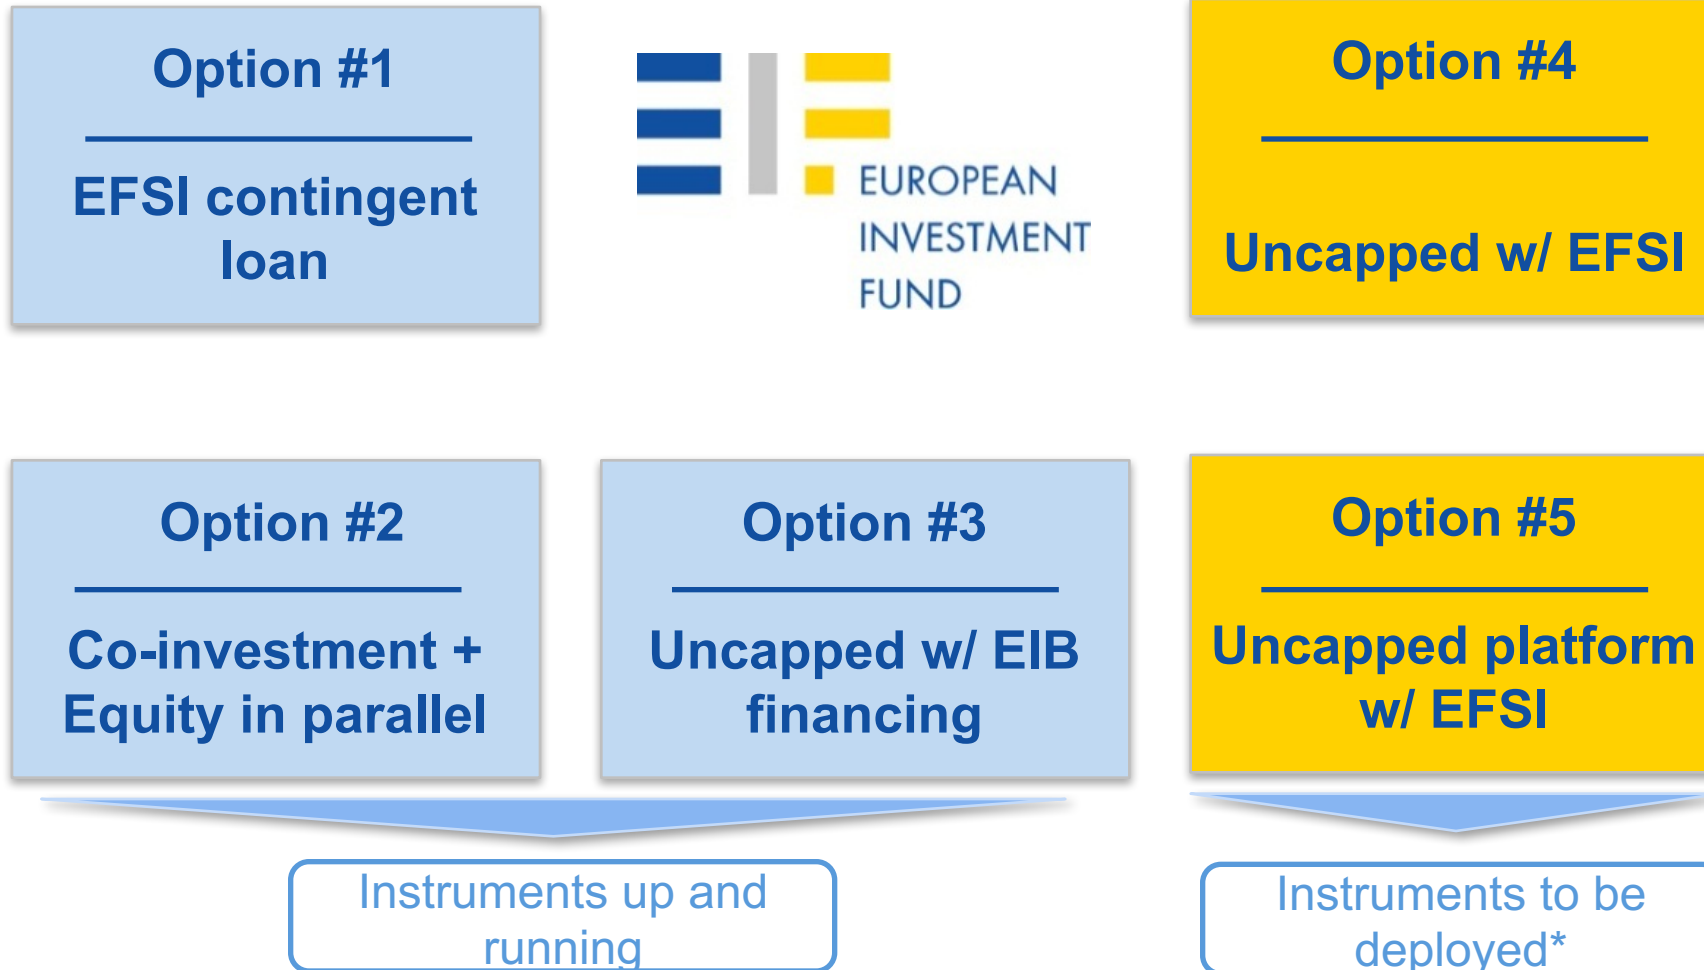 Option #1
EFSI contingent
loan
EUROPEAN
INVESTMENT
FUND
Option #4
Uncapped w/ EFSI
Option #2
Co-investment +
Equity in parallel
Option #3
Uncapped w/ EIB
financing
Option #5
Uncapped platform
w/ EFSI
Instruments up and
running
Instruments to be
deployed*